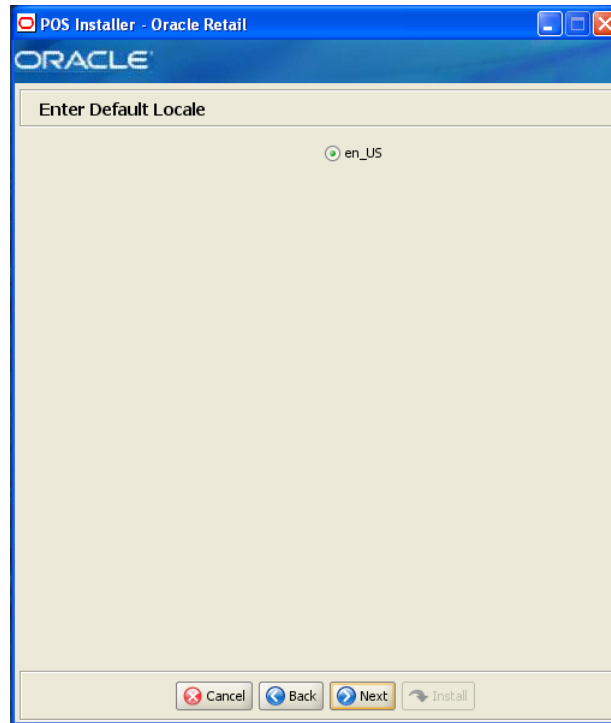 POS Installer - Oracle Retail
ORACLE
Enter Default Locale
en_US
Cancel
Back
Next
Install